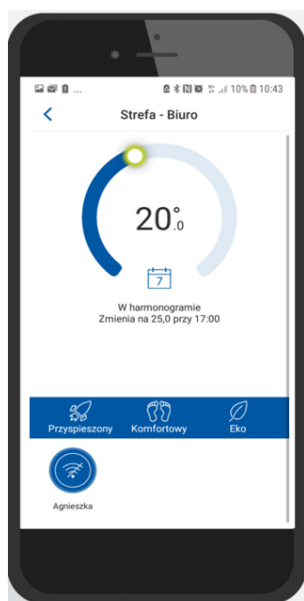 ... 10% 10:43
Strefa - Biuro
20°.0
7
W harmonogramie
Zmienia na 25,0 przy 17:00
Przyspieszony Komfortowy Eko
Agnieszka